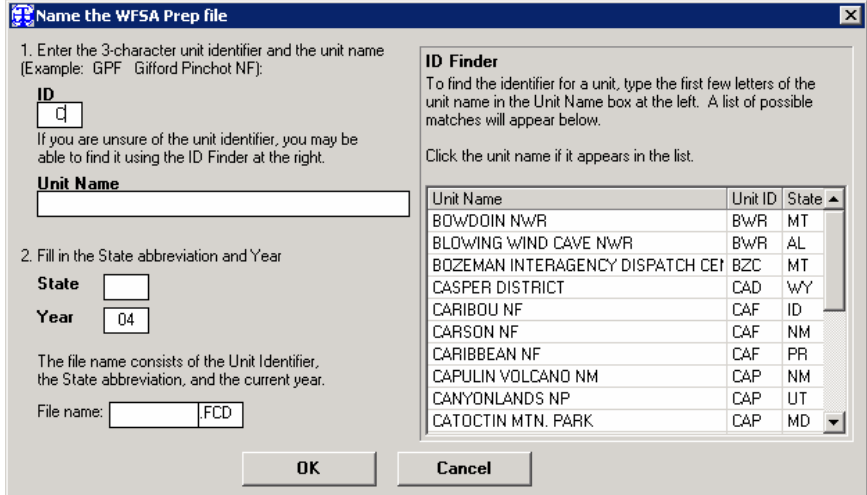 Name the WFSA Prep file
1. Enter the 3-character unit identifier and the unit name
(Example: GPF Gifford Pinchot NF):
ID
C
If you are unsure of the unit identifier, you may be
able to find it using the ID Finder at the right.
Unit Name
2. Fill in the State abbreviation and Year
State
Year 04
The file name consists of the Unit Identifier,
the State abbreviation, and the current year.
File name: .FCD
ID Finder
To find the identifier for a unit, type the first few letters of the
unit name in the Unit Name box at the left. A list of possible
matches will appear below.
Click the unit name if it appears in the list.
Unit Name Unit ID State
BOWDOIN NWR BWR MT
BLOWING WIND CAVE NWR BWR AL
BOZEMAN INTERAGENCY DISPATCH CEN BZC MT
CASPER DISTRICT CAD WY
CARIBOU NF CAF ID
CARSON NF CAF NM
CARIBBEAN NF CAF PR
CAPULIN VOLCANO NM CAP NM
CANYONLANDS NP CAP UT
CATOCTIN MTN. PARK CAP MD
OK Cancel